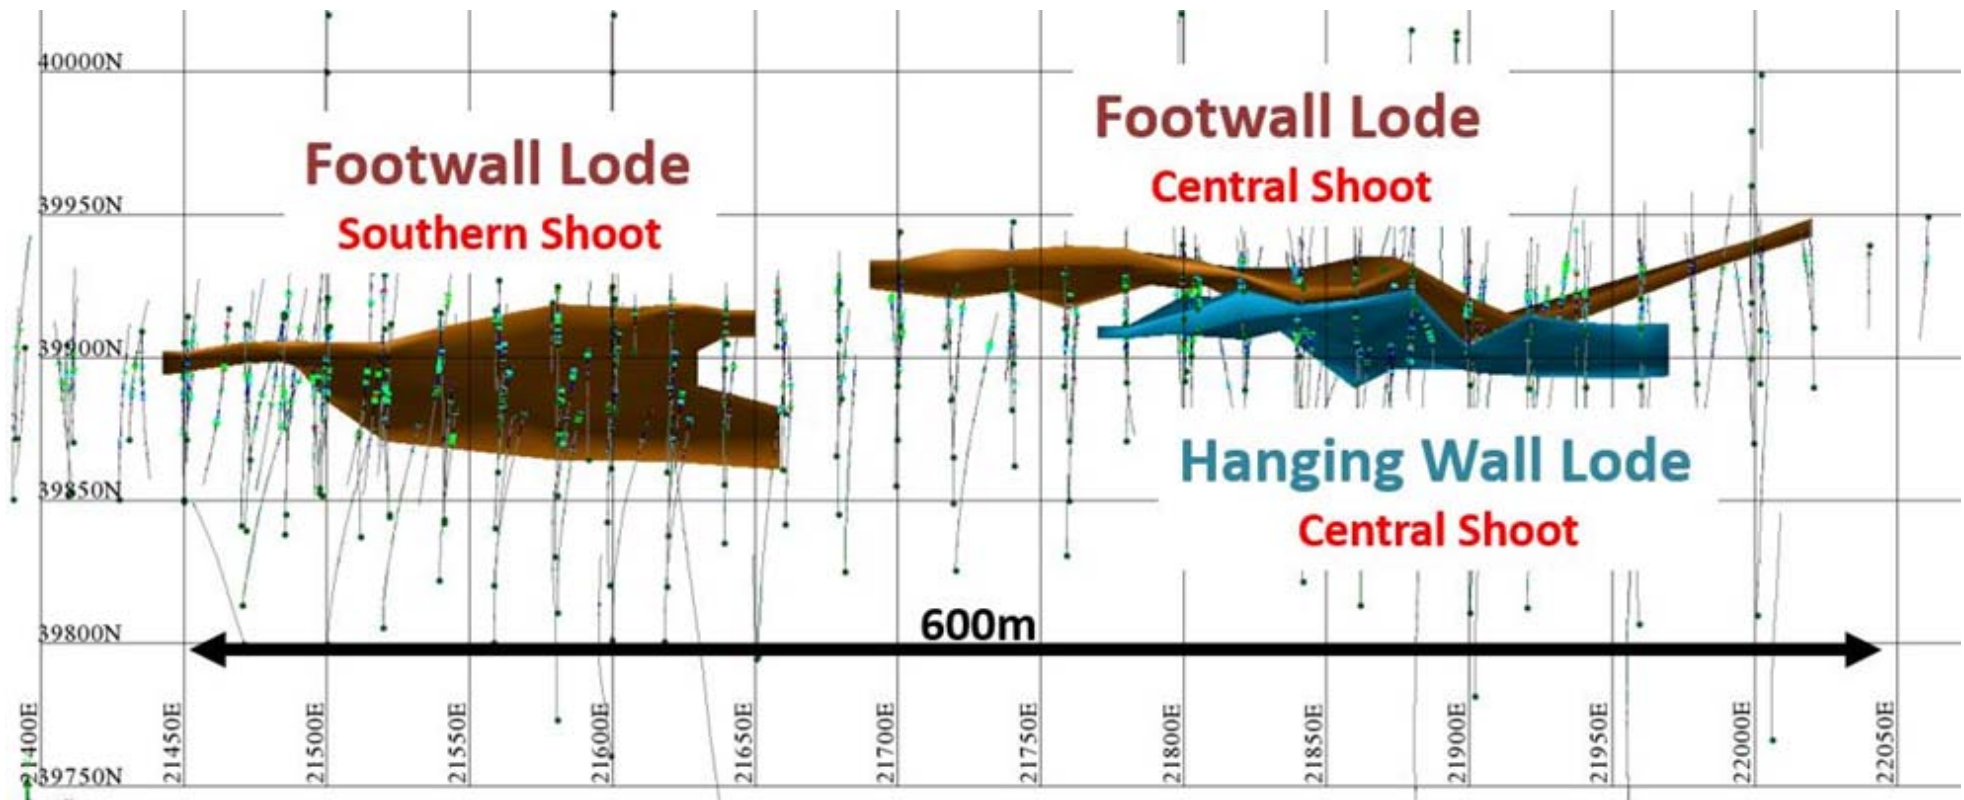 40000N
Footwall Lode
Central Shoot
Footwall Lode
Southern Shoot
39950N
39900N
Hanging Wall Lode
Central Shoot
39850N
600m
39800N
21400E
21450E
21500E
21550E
21600E
21650E
21700E
21750E
21800E
21850E
21900E
21950E
22000E
22050E
39750N